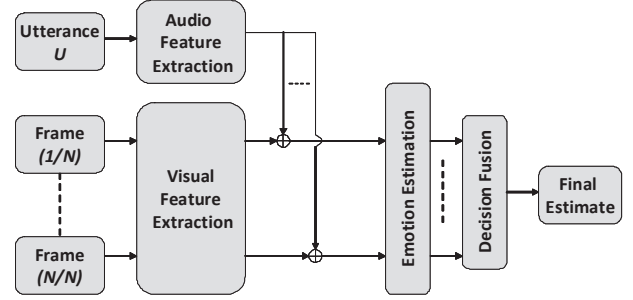 Utterance
U
Audio
Feature
Extraction
Frame
(1/N)
Visual
Feature
Extraction
Frame
(N/N)
Emotion Estimation
Decision Fusion
Final
Estimate